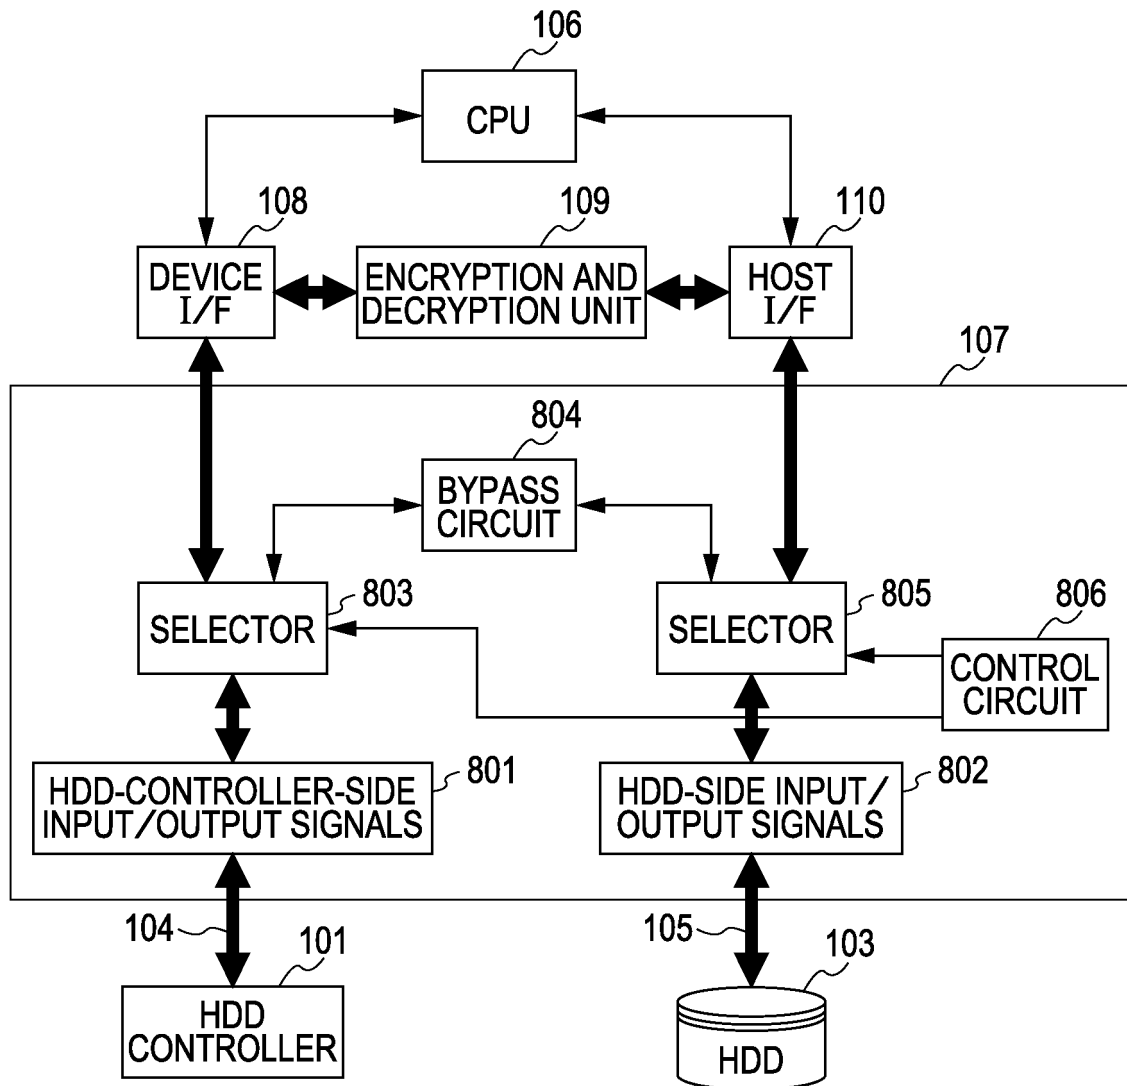 106
CPU
108
109
110
DEVICE
I/F
ENCRYPTION AND
DECRYPTION UNIT
HOST
I/F
107
804
BYPASS
CIRCUIT
SELECTOR
803
SELECTOR
805
806
CONTROL
CIRCUIT
HDD-CONTROLLER-SIDE
INPUT/OUTPUT SIGNALS
801
HDD-SIDE INPUT/
OUTPUT SIGNALS
802
104
105
101
103
HDD
CONTROLLER
HDD